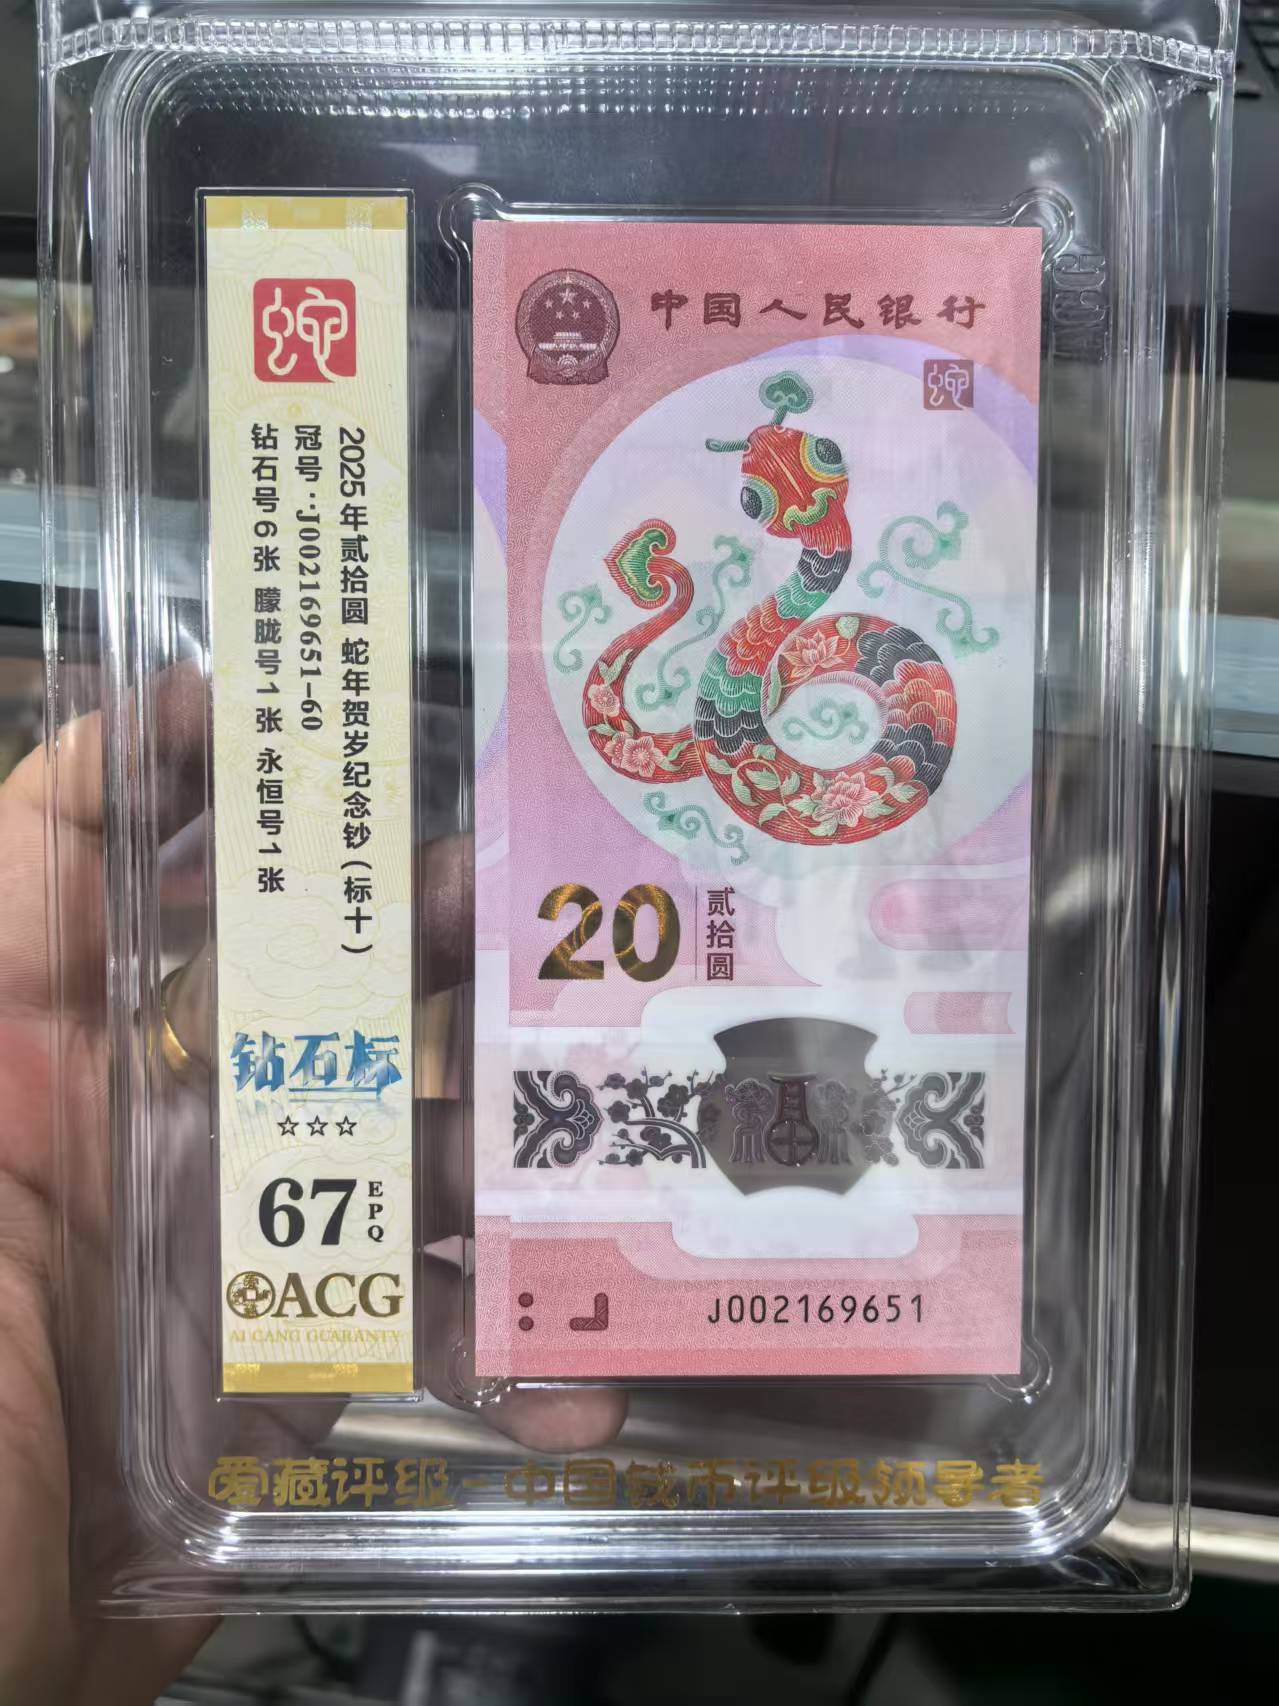 蛇
2025年贰拾圆 蛇年贺岁纪念钞（标十）
冠号：J002169651-60
钻石号6张 朦胧号1张 永恒号1张
钻石标
☆☆☆
67
EPQ
ACG
AI CANG GUARANTY
中国人民银行
蛇
20
贰拾圆
福
J002169651
爱藏评级-中国钱币评级领导者
ACG